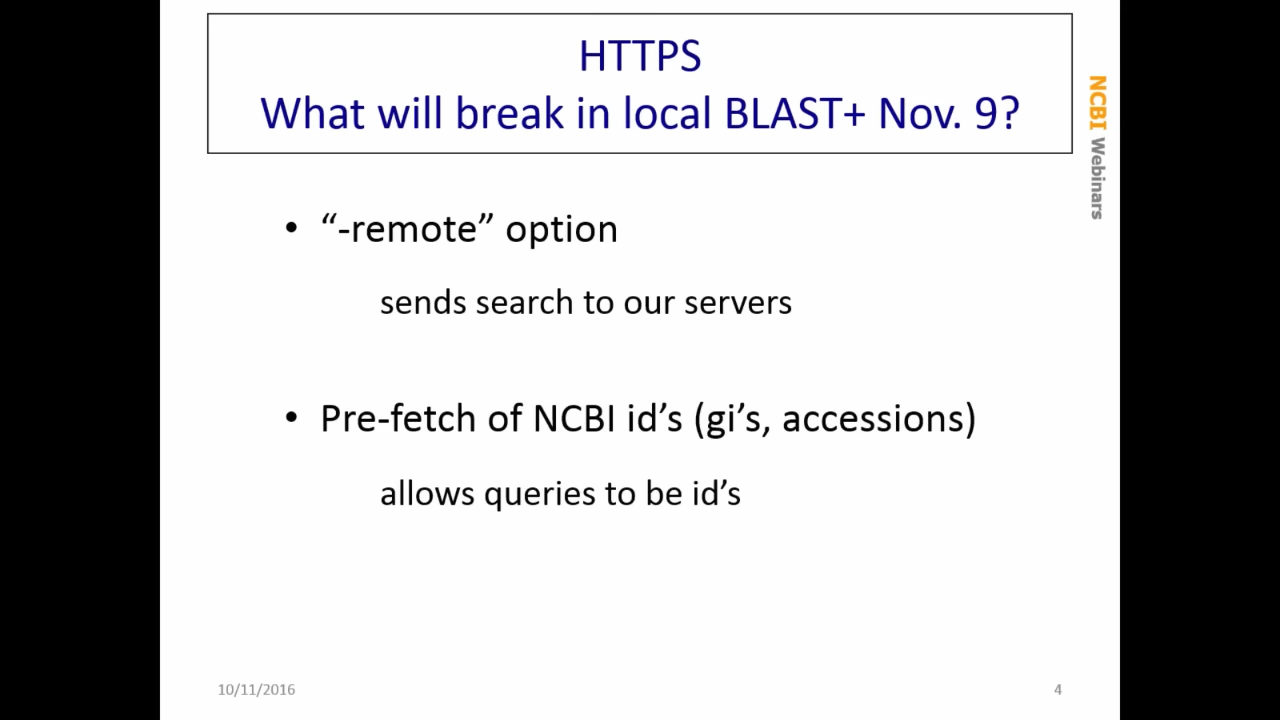 HTTPS
What will break in local BLAST+ Nov. 9?
NCBI Webinars
• “-remote” option
sends search to our servers
• Pre-fetch of NCBI id’s (gi’s, accessions)
allows queries to be id’s
10/11/2016
4